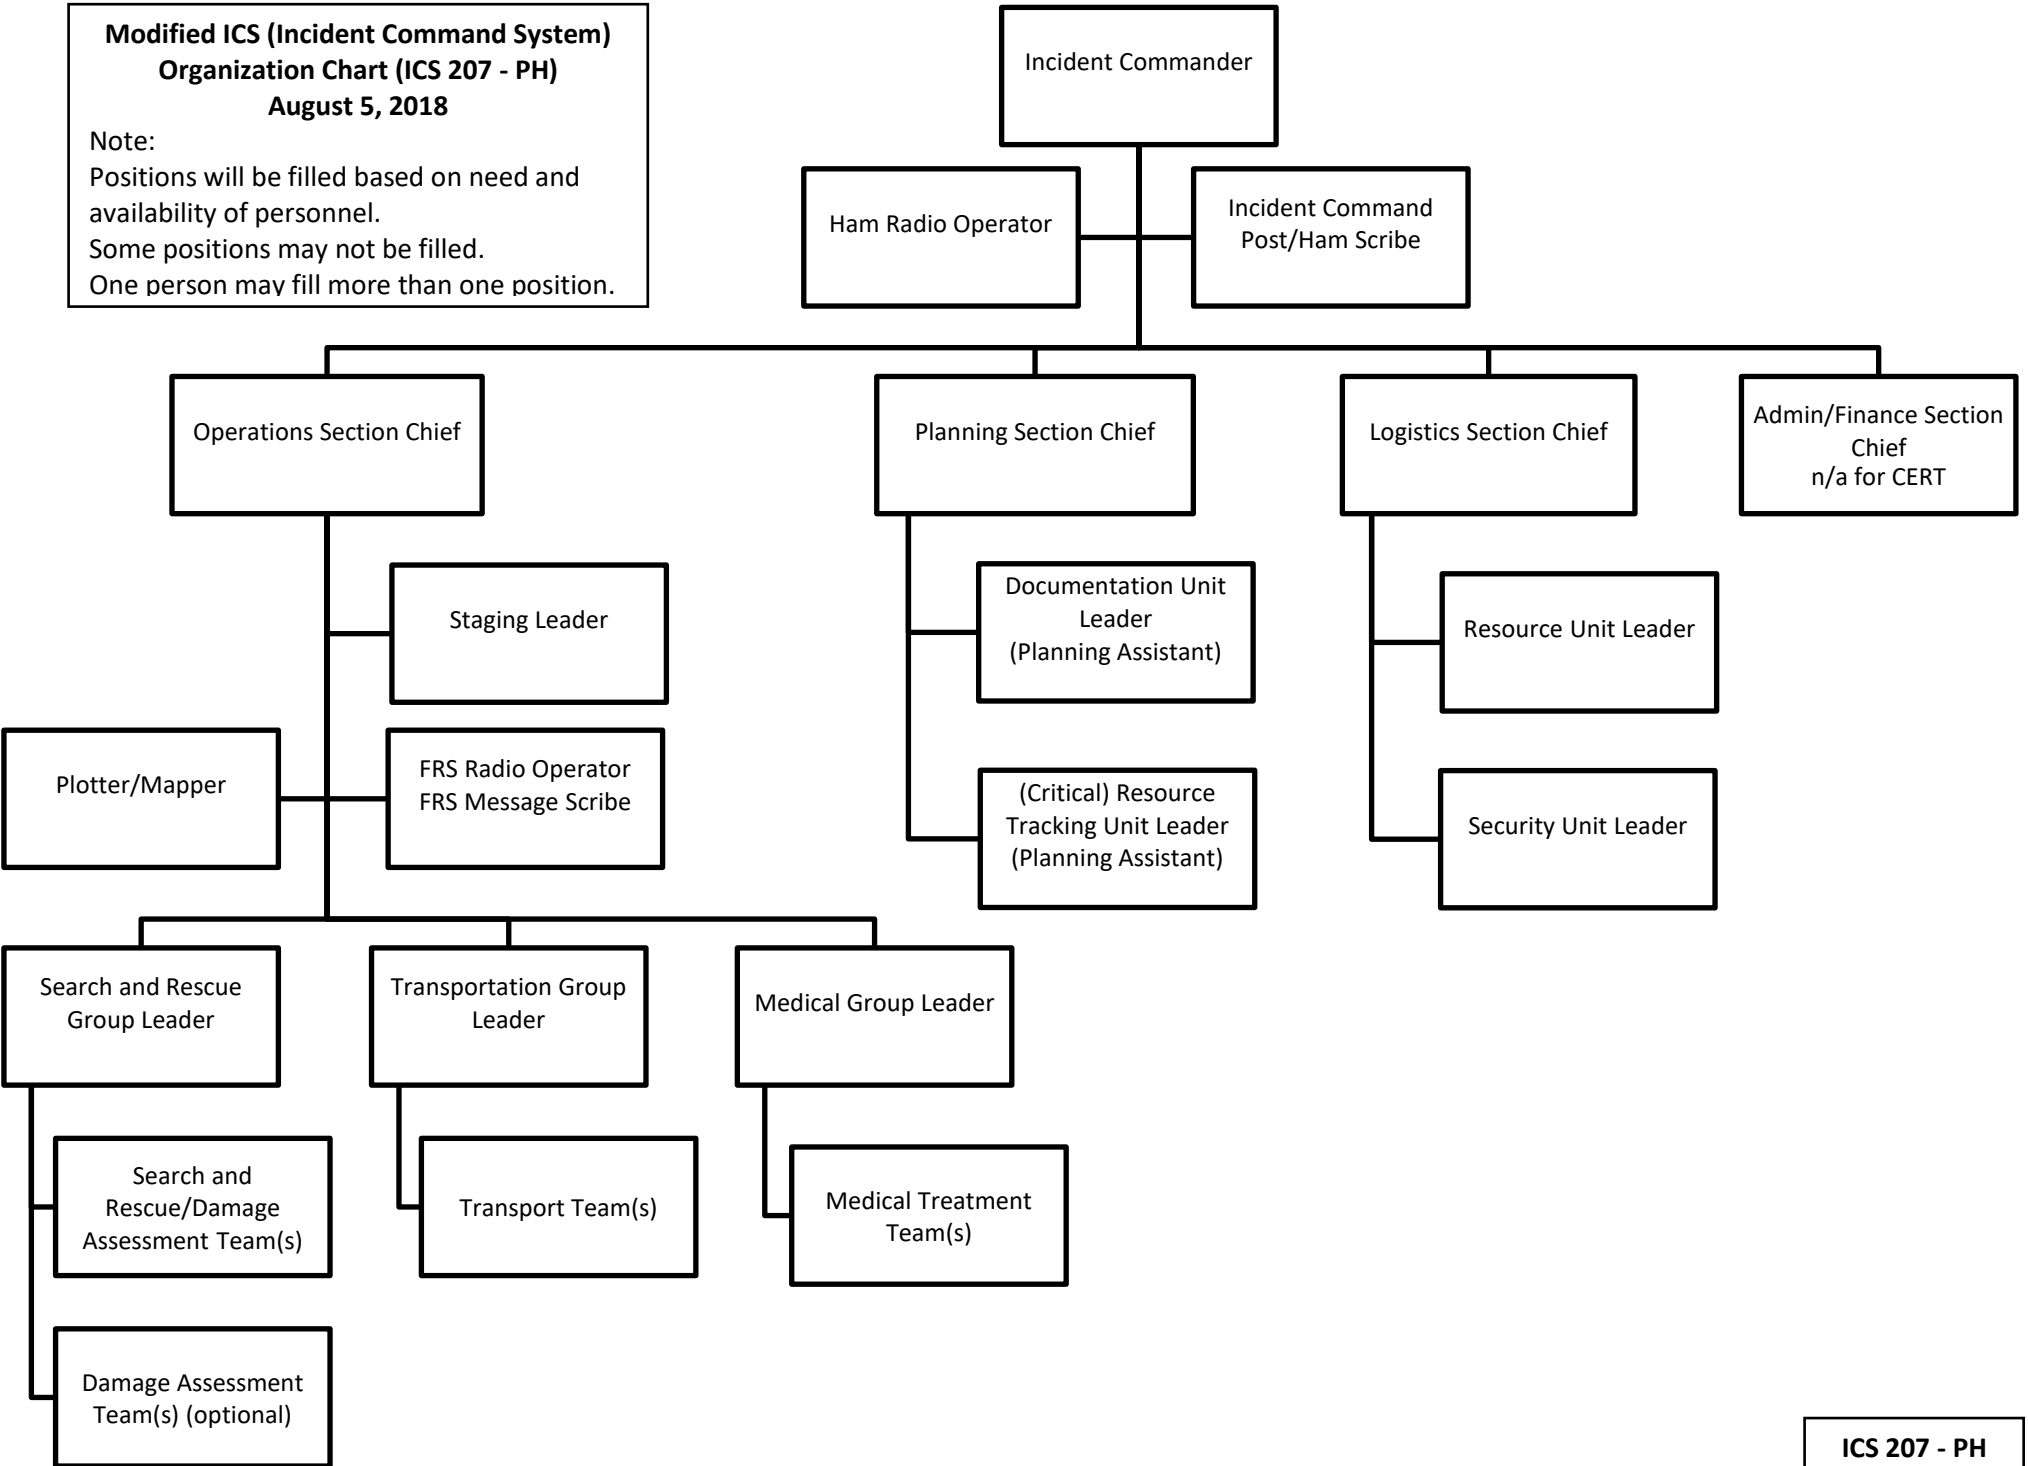 Modified ICS (Incident Command System)
Organization Chart (ICS 207 - PH)
August 5, 2018
Note:
Positions will be filled based on need and
availability of personnel.
Some positions may not be filled.
One person may fill more than one position.
Incident Commander
Ham Radio Operator
Incident Command
Post/Ham Scribe
Operations Section Chief
Planning Section Chief
Logistics Section Chief
Admin/Finance Section
Chief
n/a for CERT
Staging Leader
Documentation Unit
Leader
(Planning Assistant)
Resource Unit Leader
Plotter/Mapper
FRS Radio Operator
FRS Message Scribe
(Critical) Resource
Tracking Unit Leader
(Planning Assistant)
Security Unit Leader
Search and Rescue
Group Leader
Transportation Group
Leader
Medical Group Leader
Search and
Rescue/Damage
Assessment Team(s)
Transport Team(s)
Medical Treatment
Team(s)
Damage Assessment
Team(s) (optional)
ICS 207 - PH